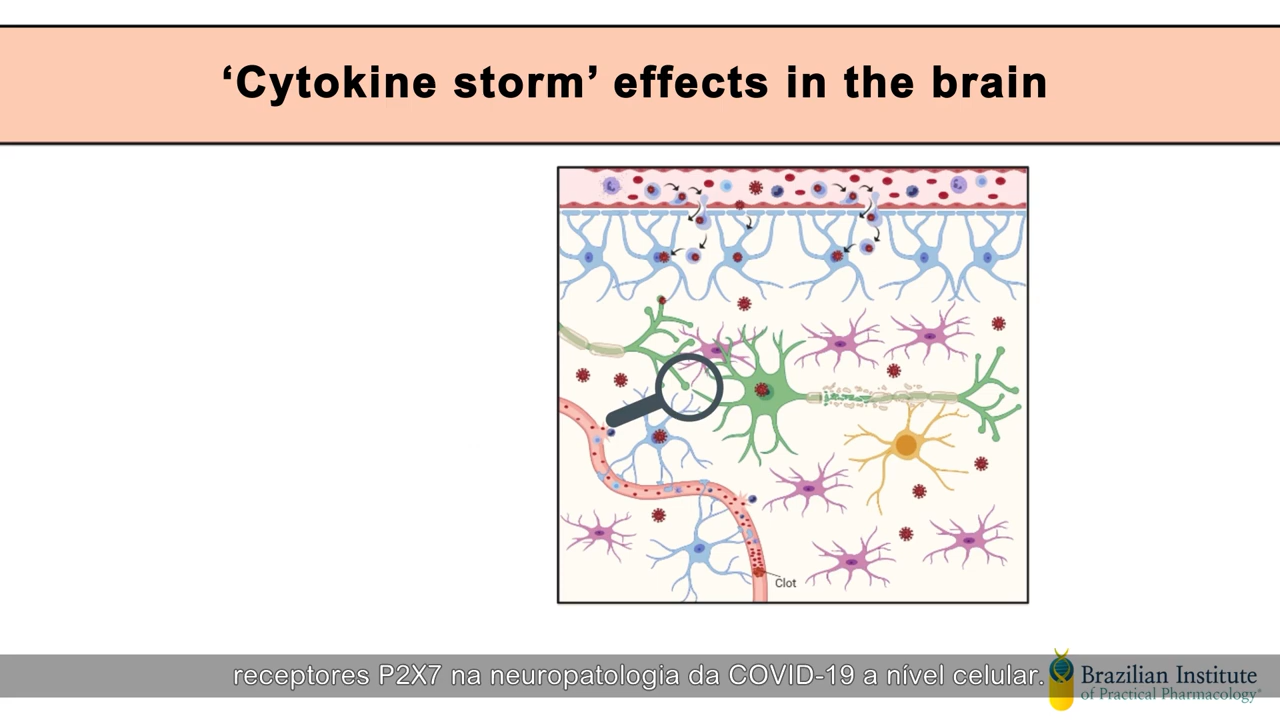 ‘Cytokine storm’ effects in the brain
Clot
receptores P2X7 na neuropatologia da COVID-19 a nível celular.
Brazilian Institute
of Practical Pharmacology